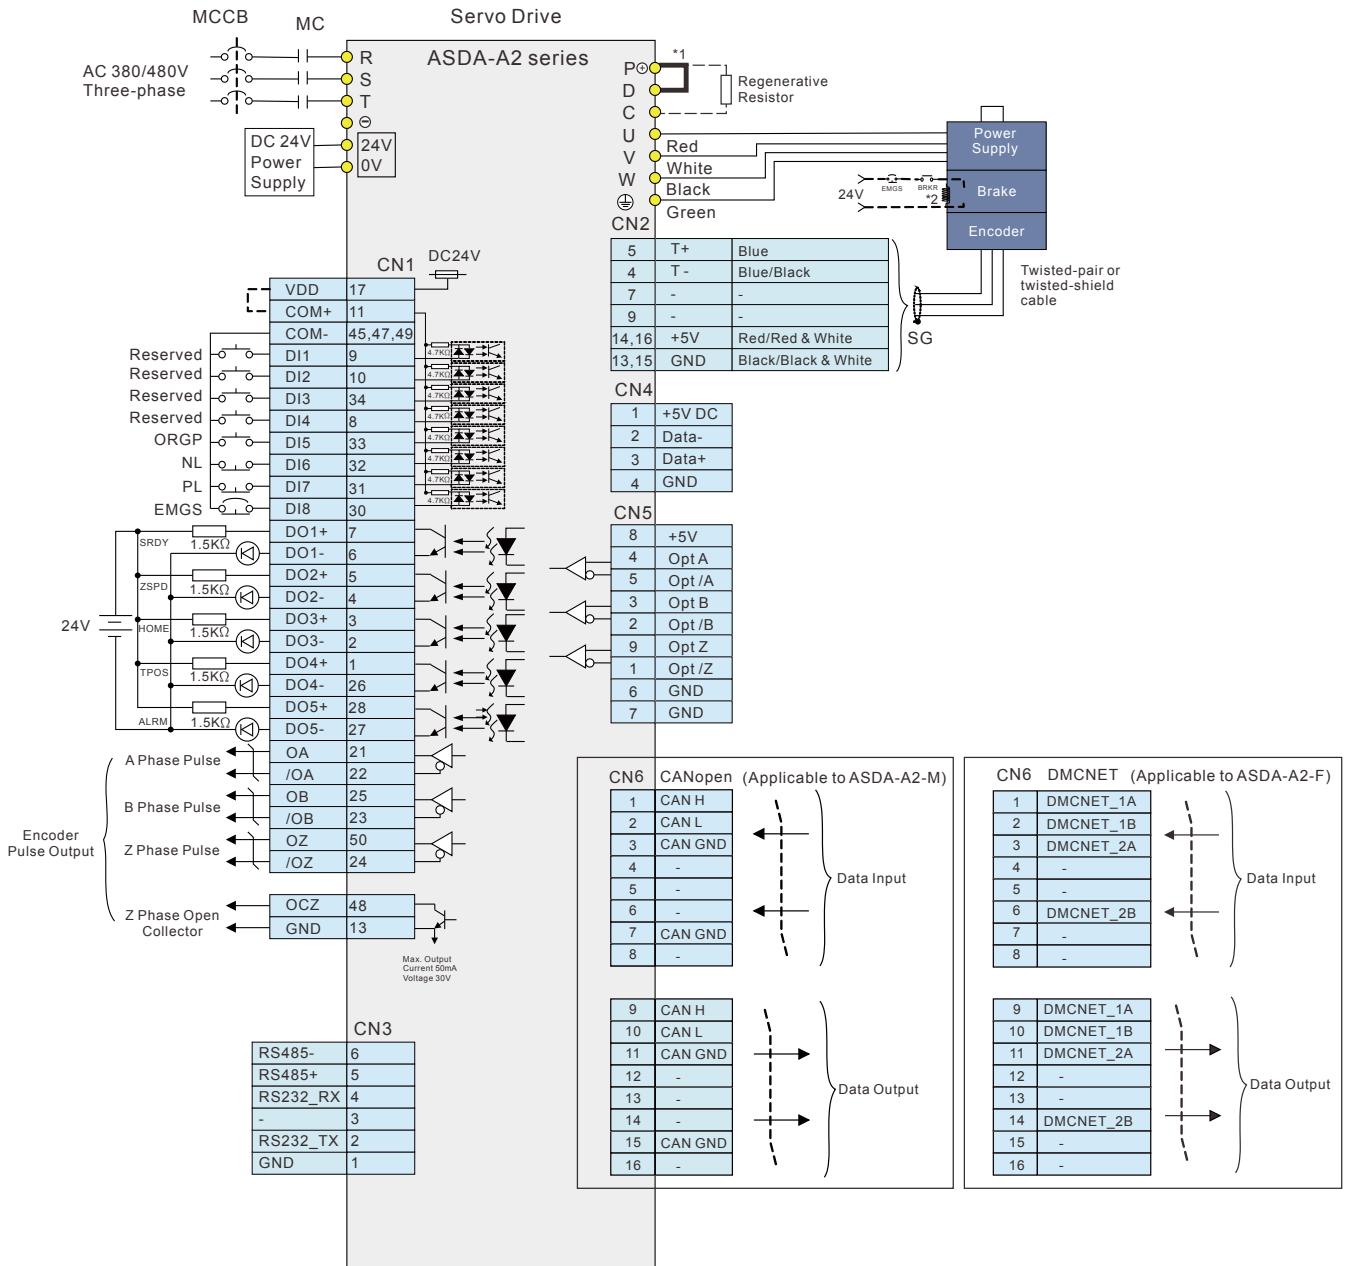 MCCB
MC
Servo Drive
ASDA-A2 series
AC 380/480V
Three-phase
R
S
T
⊖
DC 24V
Power
Supply
24V
0V
*1
P⊕
D
C
U
V
W
Regenerative
Resistor
Red
White
Black
Green
Power
Supply
Brake
Encoder
24V
EMGS
BRKR
*2
Twisted-pair or
twisted-shield
cable
SG
CN2
5 T+ Blue
4 T - Blue/Black
7 - -
9 - -
14,16 +5V Red/Red & White
13,15 GND Black/Black & White
CN1
DC24V
VDD 17
COM+ 11
COM- 45,47,49
Reserved DI1 9 4.7KΩ
Reserved DI2 10 4.7KΩ
Reserved DI3 34 4.7KΩ
Reserved DI4 8 4.7KΩ
ORGP DI5 33 4.7KΩ
NL DI6 32 4.7KΩ
PL DI7 31 4.7KΩ
EMGS DI8 30 4.7KΩ
24V
SRDY 1.5KΩ DO1+ 7
DO1- 6
ZSPD 1.5KΩ DO2+ 5
DO2- 4
HOME 1.5KΩ DO3+ 3
DO3- 2
TPOS 1.5KΩ DO4+ 1
DO4- 26
ALRM 1.5KΩ DO5+ 28
DO5- 27
Encoder
Pulse Output
A Phase Pulse
OA 21
/OA 22
B Phase Pulse
OB 25
/OB 23
Z Phase Pulse
OZ 50
/OZ 24
Z Phase Open
Collector
OCZ 48
GND 13
Max. Output
Current 50mA
Voltage 30V
CN3
RS485- 6
RS485+ 5
RS232_RX 4
- 3
RS232_TX 2
GND 1
CN4
1 +5V DC
2 Data-
3 Data+
4 GND
CN5
8 +5V
4 Opt A
5 Opt /A
3 Opt B
2 Opt /B
9 Opt Z
1 Opt /Z
6 GND
7 GND
CN6 CANopen (Applicable to ASDA-A2-M)
1 CAN H
2 CAN L
3 CAN GND
4 -
5 -
6 -
7 CAN GND
8 -
Data Input
9 CAN H
10 CAN L
11 CAN GND
12 -
13 -
14 -
15 CAN GND
16 -
Data Output
CN6 DMCNET (Applicable to ASDA-A2-F)
1 DMCNET_1A
2 DMCNET_1B
3 DMCNET_2A
4 -
5 -
6 DMCNET_2B
7 -
8 -
Data Input
9 DMCNET_1A
10 DMCNET_1B
11 DMCNET_2A
12 -
13 -
14 DMCNET_2B
15 -
16 -
Data Output